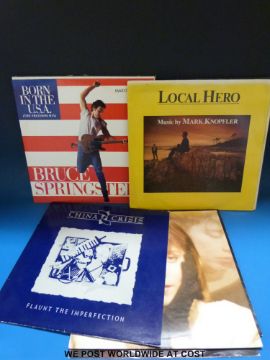 BORN
IN THE
U.S.A.
BRUCE
SPRINGSTE
LOCAL HERO
Music by MARK KNOPFLER
CHINA CRISIS
FLAUNT THE IMPERFECTION
WE POST WORLDWIDE AT COST